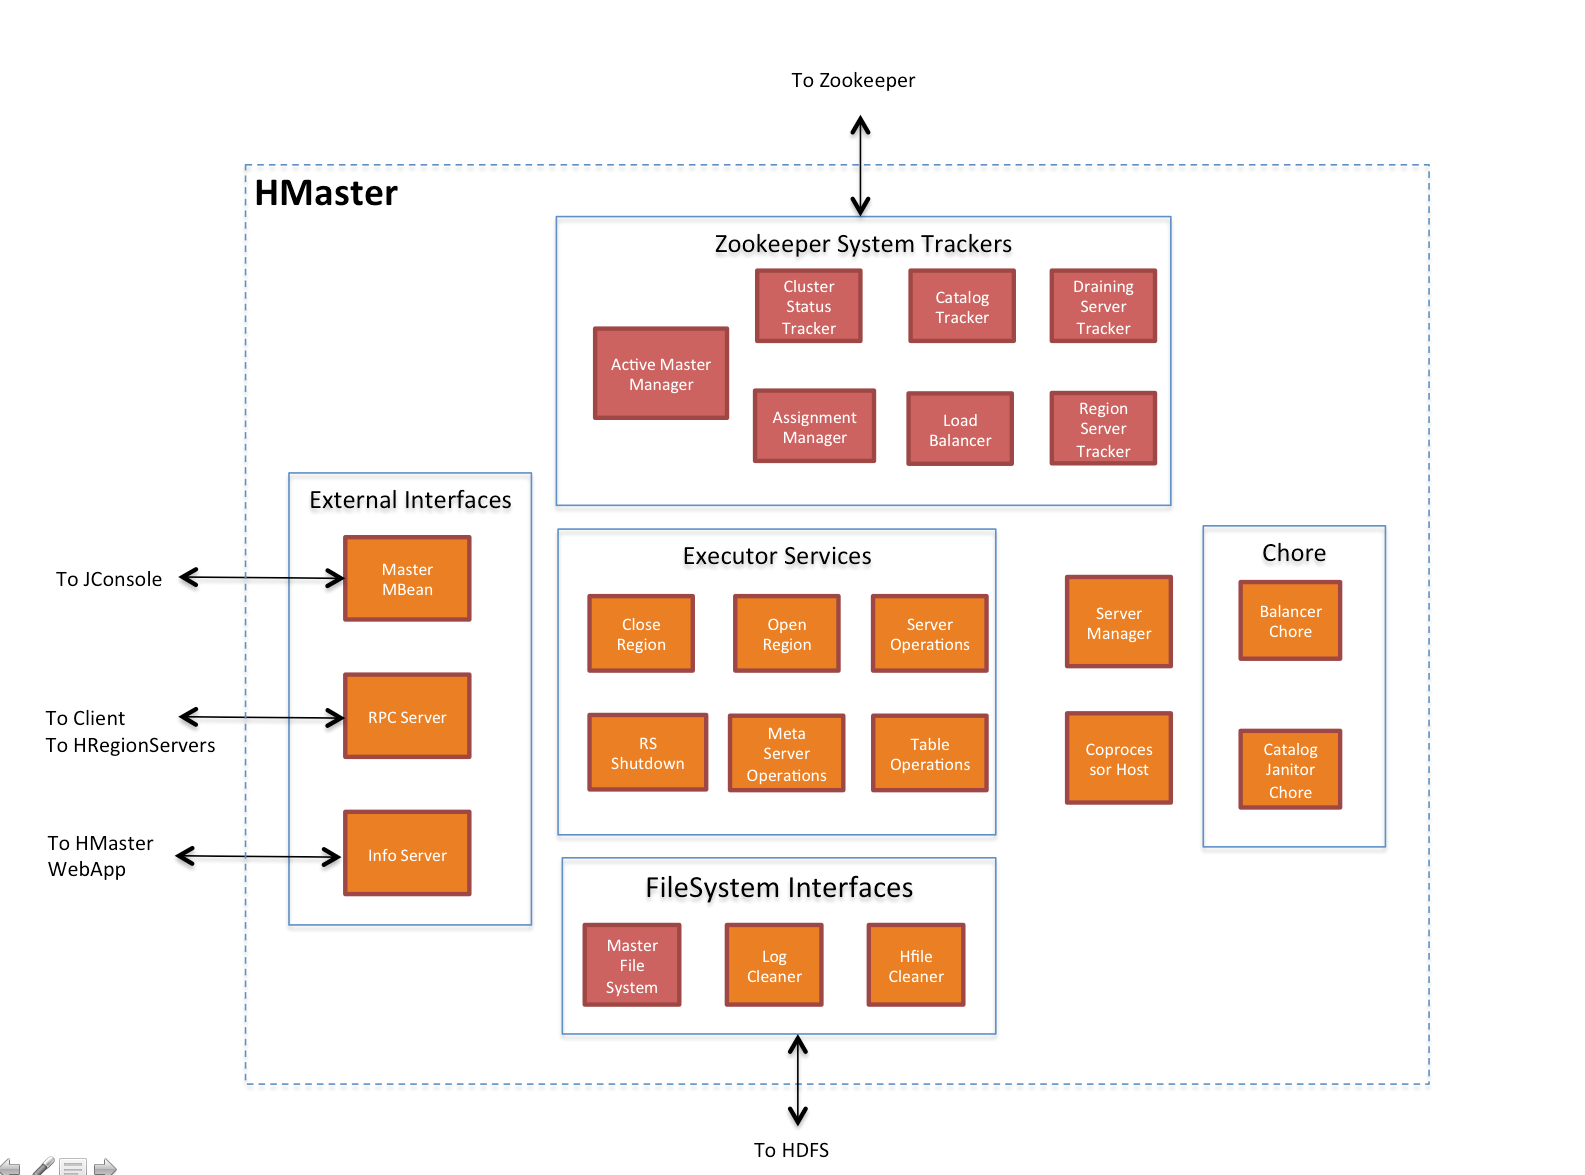 To Zookeeper
HMaster
Zookeeper System Trackers
Cluster
Status
Tracker
Catalog
Tracker
Draining
Server
Tracker
Active Master
Manager
Assignment
Manager
Load
Balancer
Region
Server
Tracker
External Interfaces
Master
MBean
RPC Server
Info Server
To JConsole
To Client
To HRegionServers
To HMaster
WebApp
Executor Services
Close
Region
Open
Region
Server
Operations
RS
Shutdown
Meta
Server
Operations
Table
Operations
Server
Manager
Coproces
sor Host
Chore
Balancer
Chore
Catalog
Janitor
Chore
FileSystem Interfaces
Master
File
System
Log
Cleaner
Hfile
Cleaner
To HDFS